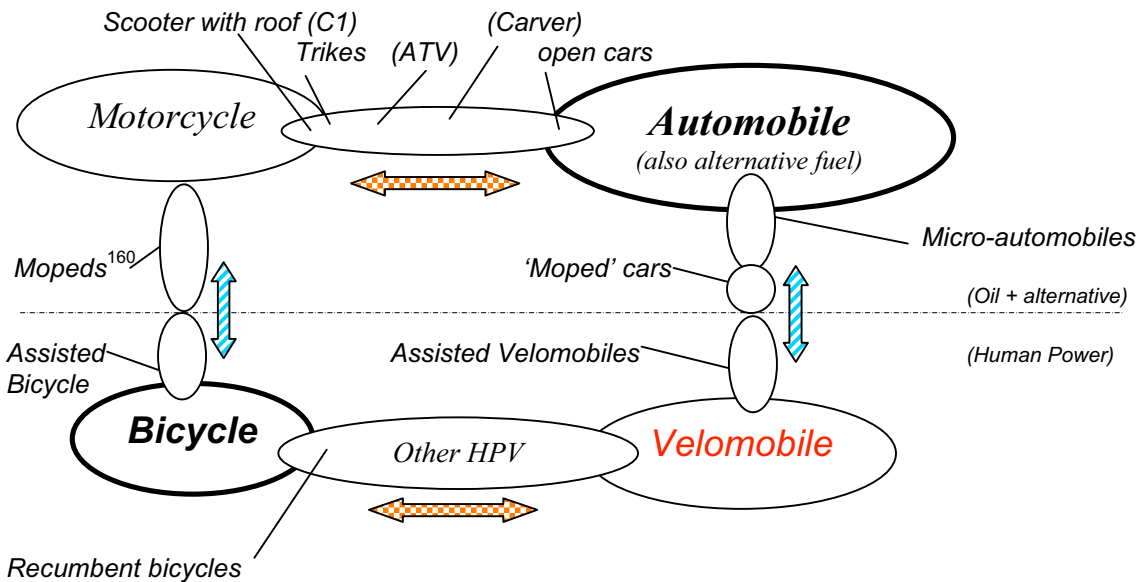 Scooter with roof (C1)
(Carver)
Trikes
(ATV)
open cars
Motorcycle
Automobile
(also alternative fuel)
Micro-automobiles
Mopeds160
‘Moped’ cars
(Oil + alternative)
Assisted
Bicycle
Assisted Velomobiles
(Human Power)
Bicycle
Other HPV
Velomobile
Recumbent bicycles